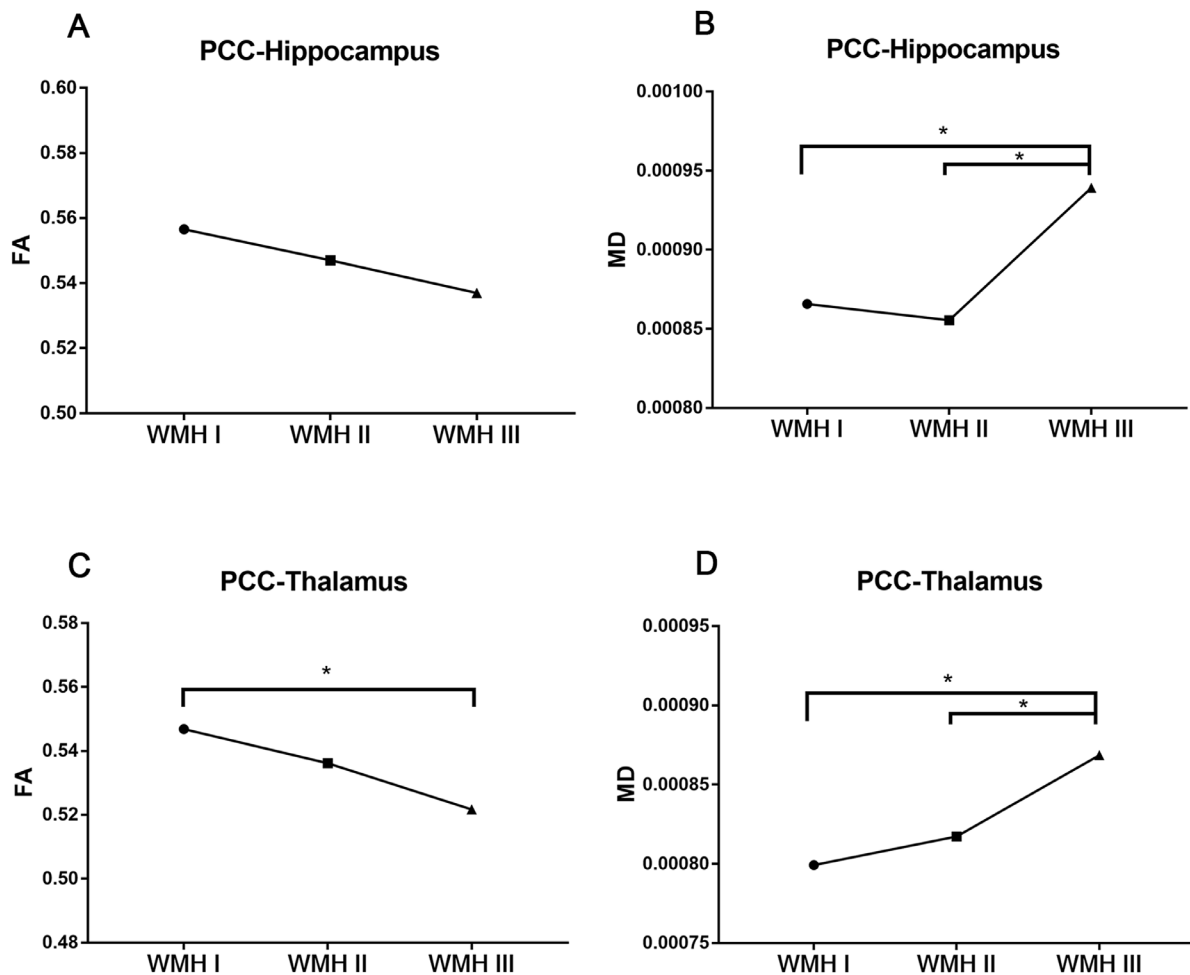 A
PCC-Hippocampus
0.60
0.58
0.56
0.54
0.52
0.50
FA
WMH I WMH II WMH III
B
PCC-Hippocampus
0.00100
0.00095
0.00090
0.00085
0.00080
MD
*
*
WMH I WMH II WMH III
C
PCC-Thalamus
0.58
0.56
0.54
0.52
0.50
0.48
FA
*
WMH I WMH II WMH III
D
PCC-Thalamus
0.00095
0.00090
0.00085
0.00080
0.00075
MD
*
*
WMH I WMH II WMH III